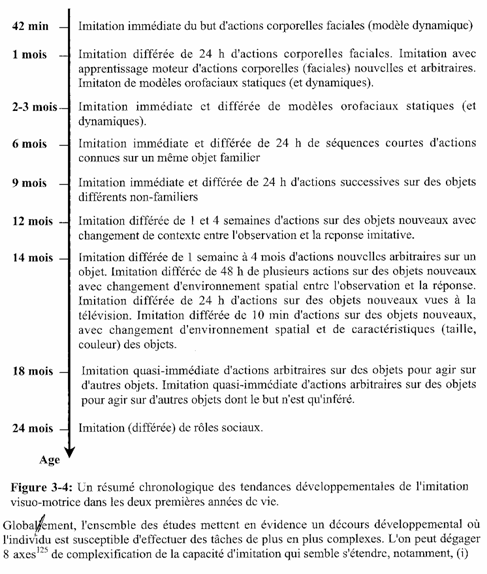 42 min Imitation immédiate du but d'actions corporelles faciales (modèle dynamique)
1 mois Imitation différée de 24 h d'actions corporelles faciales. Imitation avec
apprentissage moteur d'actions corporelles (faciales) nouvelles et arbitraires.
Imitaton de modèles orofaciaux statiques (et dynamiques).
2-3 mois Imitation immédiate et différée de modèles orofaciaux statiques (et
dynamiques).
6 mois Imitation immédiate et différée de 24 h de séquences courtes d'actions
connues sur un même objet familier
9 mois Imitation immédiate et différée de 24 h d'actions successives sur des objets
différents non-familiers
12 mois Imitation différée de 1 et 4 semaines d'actions sur des objets nouveaux avec
changement de contexte entre l'observation et la reponse imitative.
14 mois Imitation différée de 1 semaine à 4 mois d'actions nouvelles arbitraires sur un
objet. Imitation différée de 48 h de plusieurs actions sur des objets nouveaux
avec changement d'environnement spatial entre l'observation et la réponse.
Imitation différée de 24 h d'actions sur des objets nouveaux vues à la
télévision. Imitation différée de 10 min d'actions sur des objets nouveaux,
avec changement d'environnement spatial et de caractéristiques (taille,
couleur) des objets.
18 mois Imitation quasi-immédiate d'actions arbitraires sur des objets pour agir sur
d'autres objets. Imitation quasi-immédiate d'actions arbitraires sur des objets
pour agir sur d'autres objets dont le but n'est qu'inféré.
24 mois Imitation (différée) de rôles sociaux.
Age
Figure 3-4: Un résumé chronologique des tendances développementales de l'imitation
visuo-motrice dans les deux premières années de vie.
Globalement, l'ensemble des études mettent en évidence un décours développemental où
l'individu est susceptible d'effectuer des tâches de plus en plus complexes. L'on peut dégager
8 axes125 de complexification de la capacité d'imitation qui semble s'étendre, notamment, (i)